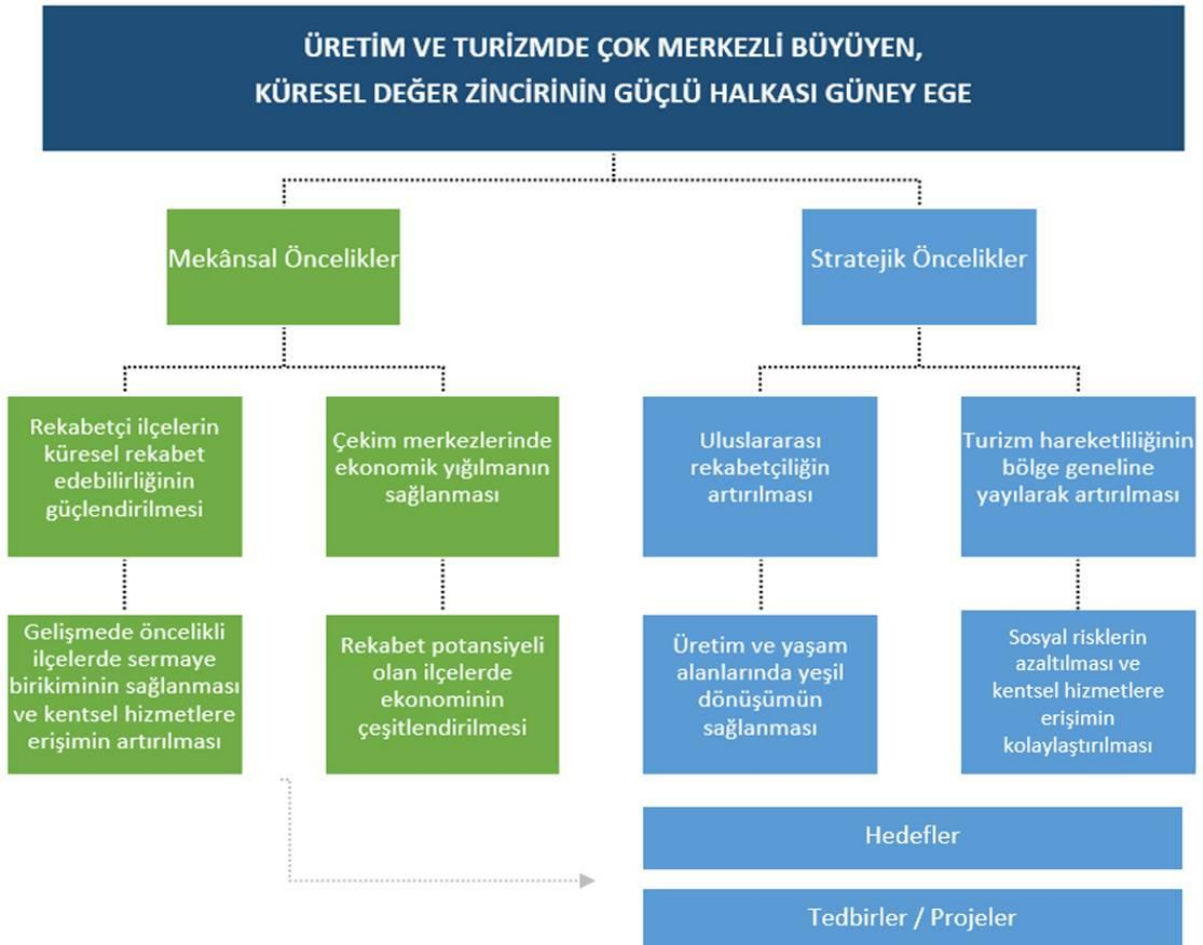 ÜRETİM VE TURİZMDE ÇOK MERKEZLİ BÜYÜYEN,
KÜRESEL DEĞER ZİNCİRİNİN GÜÇLÜ HALKASI GÜNEY EGE
Mekânsal Öncelikler
Stratejik Öncelikler
Rekabetçi ilçelerin
küresel rekabet
edebilirliğinin
güçlendirilmesi
Çekim merkezlerinde
ekonomik yığılmanın
sağlanması
Uluslararası
rekabetçiliğin
artırılması
Turizm hareketliliğinin
bölge geneline
yayılarak artırılması
Gelişmede öncelikli
ilçelerde sermaye
birikiminin sağlanması
ve kentsel hizmetlere
erişimin artırılması
Rekabet potansiyeli
olan ilçelerde
ekonominin
çeşitlendirilmesi
Üretim ve yaşam
alanlarında yeşil
dönüşümün
sağlanması
Sosyal risklerin
azaltılması ve
kentsel hizmetlere
erişimin
kolaylaştırılması
Hedefler
Tedbirler / Projeler